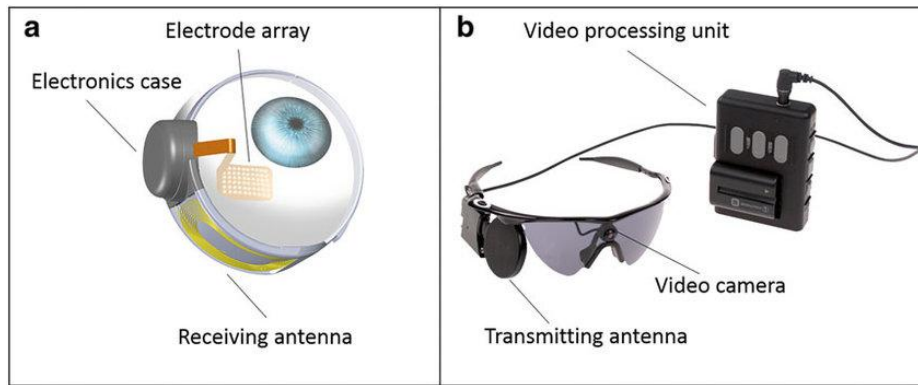 a
Electrode array
Electronics case
Receiving antenna
b
Video processing unit
Video camera
Transmitting antenna